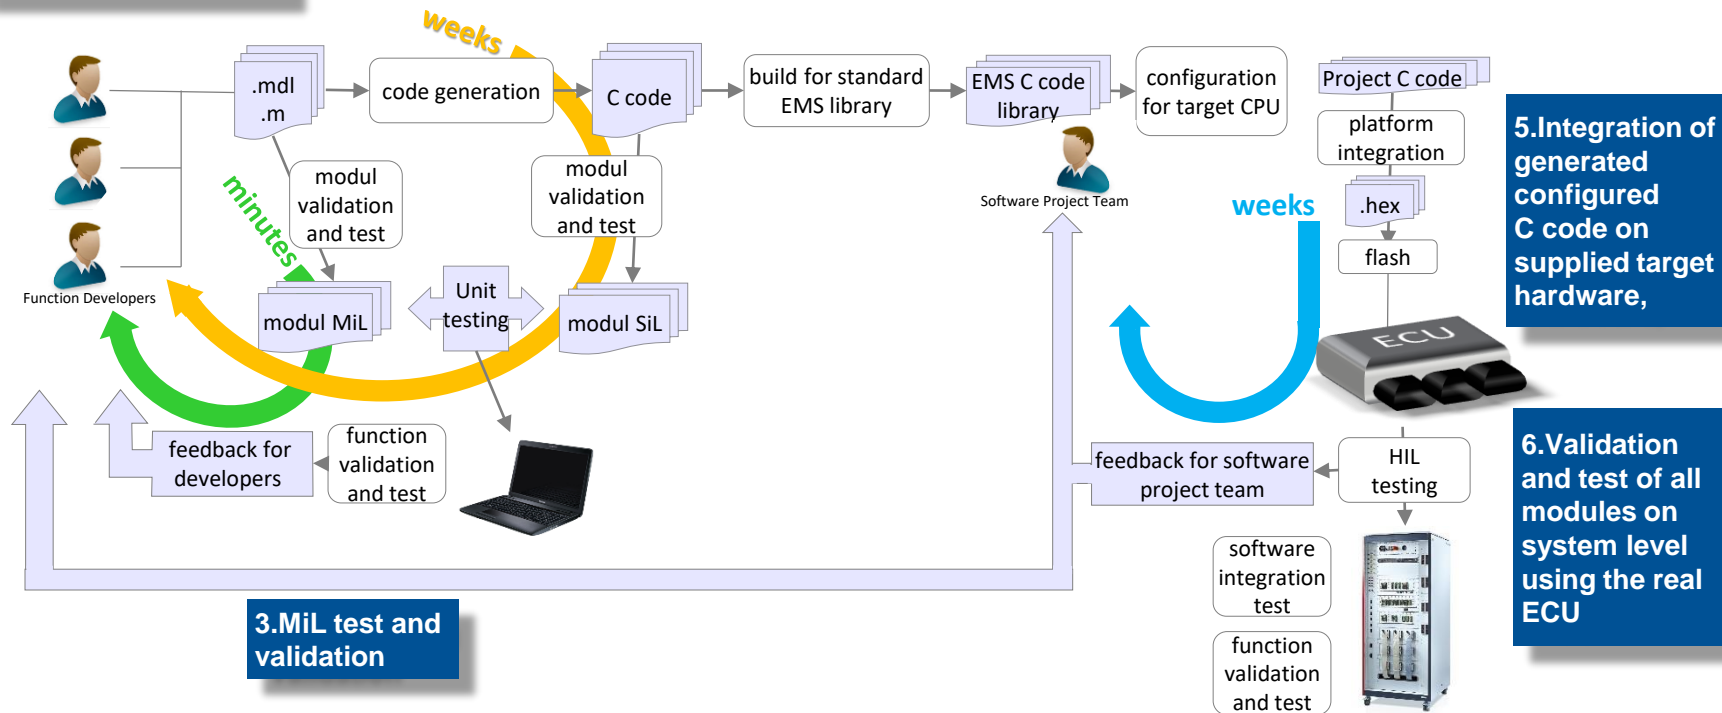 weeks
.mdl
.m
code generation
C code
build for standard
EMS library
EMS C code
library
configuration
for target CPU
Project C code
platform
integration
.hex
flash
ECU
5.Integration of
generated
configured
C code on
supplied target
hardware,
modul
validation
and test
modul
validation
and test
minutes
Function Developers
Software Project Team
weeks
modul MiL
Unit
testing
modul SiL
feedback for
developers
function
validation
and test
feedback for software
project team
HIL
testing
6.Validation
and test of all
modules on
system level
using the real
ECU
software
integration
test
function
validation
and test
3.MiL test and
validation